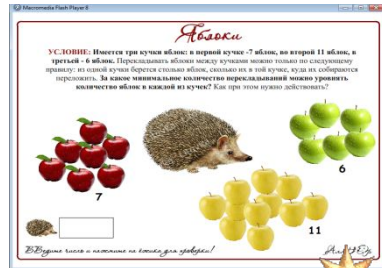 Macromedia Flash Player 8
Яблоки
УСЛОВИЕ: Имеется три кучки яблок: в первой кучке -7 яблок, во второй 11 яблок, в
третьей - 6 яблок. Перекладывать яблоки между кучками можно только по следующему
правилу: из одной кучки берется столько яблок, сколько их в той кучке, куда их собираются
переложить. За какое минимальное количество перекладываний можно уровнять
количество яблок в каждой из кучек? Как при этом нужно действовать?
7
6
11
Введите число и нажмите на ёжика для проверки!